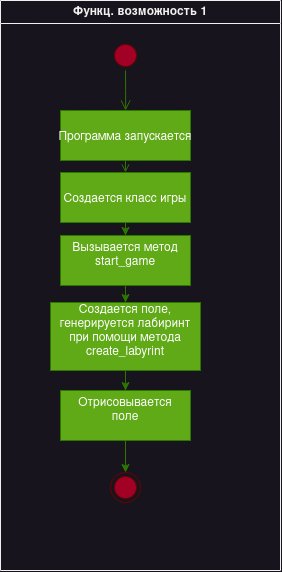 Функц. возможность 1
Программа запускается
Создается класс игры
Вызывается метод
start_game
Создается поле,
генерируется лабиринт
при помощи метода
create_labyrint
Отрисовывается
поле